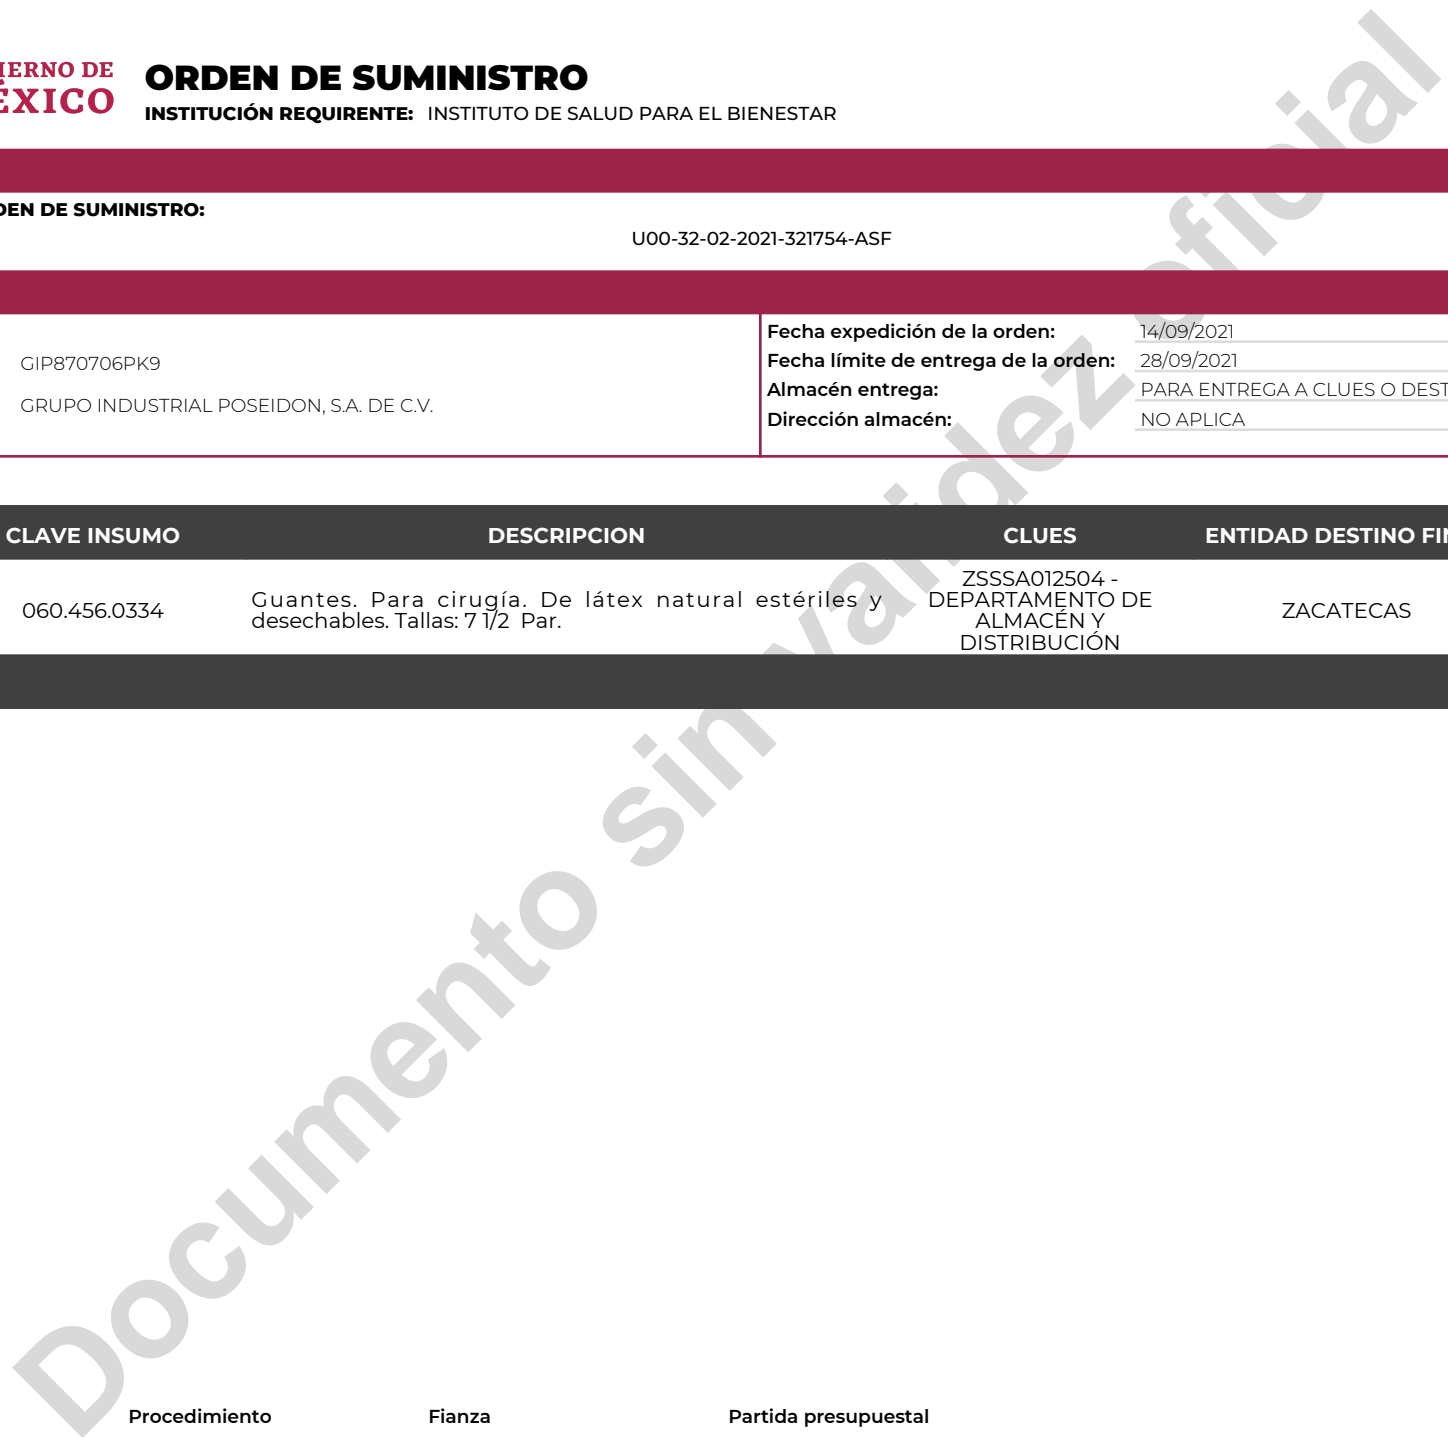 IERNO DE
ÉXICO
ORDEN DE SUMINISTRO
INSTITUCIÓN REQUIRENTE: INSTITUTO DE SALUD PARA EL BIENESTAR
DEN DE SUMINISTRO:
U00-32-02-2021-321754-ASF
GIP870706PK9
GRUPO INDUSTRIAL POSEIDON, S.A. DE C.V.
Fecha expedición de la orden: 14/09/2021
Fecha límite de entrega de la orden: 28/09/2021
Almacén entrega: PARA ENTREGA A CLUES O DEST
Dirección almacén: NO APLICA
CLAVE INSUMO DESCRIPCION CLUES ENTIDAD DESTINO FIN
060.456.0334
Guantes. Para cirugía. De látex natural estériles y
desechables. Tallas: 7 1/2 Par.
ZSSSA012504 -
DEPARTAMENTO DE
ALMACÉN Y
DISTRIBUCIÓN
ZACATECAS
Documento sin validez oficial
Procedimiento Fianza Partida presupuestal